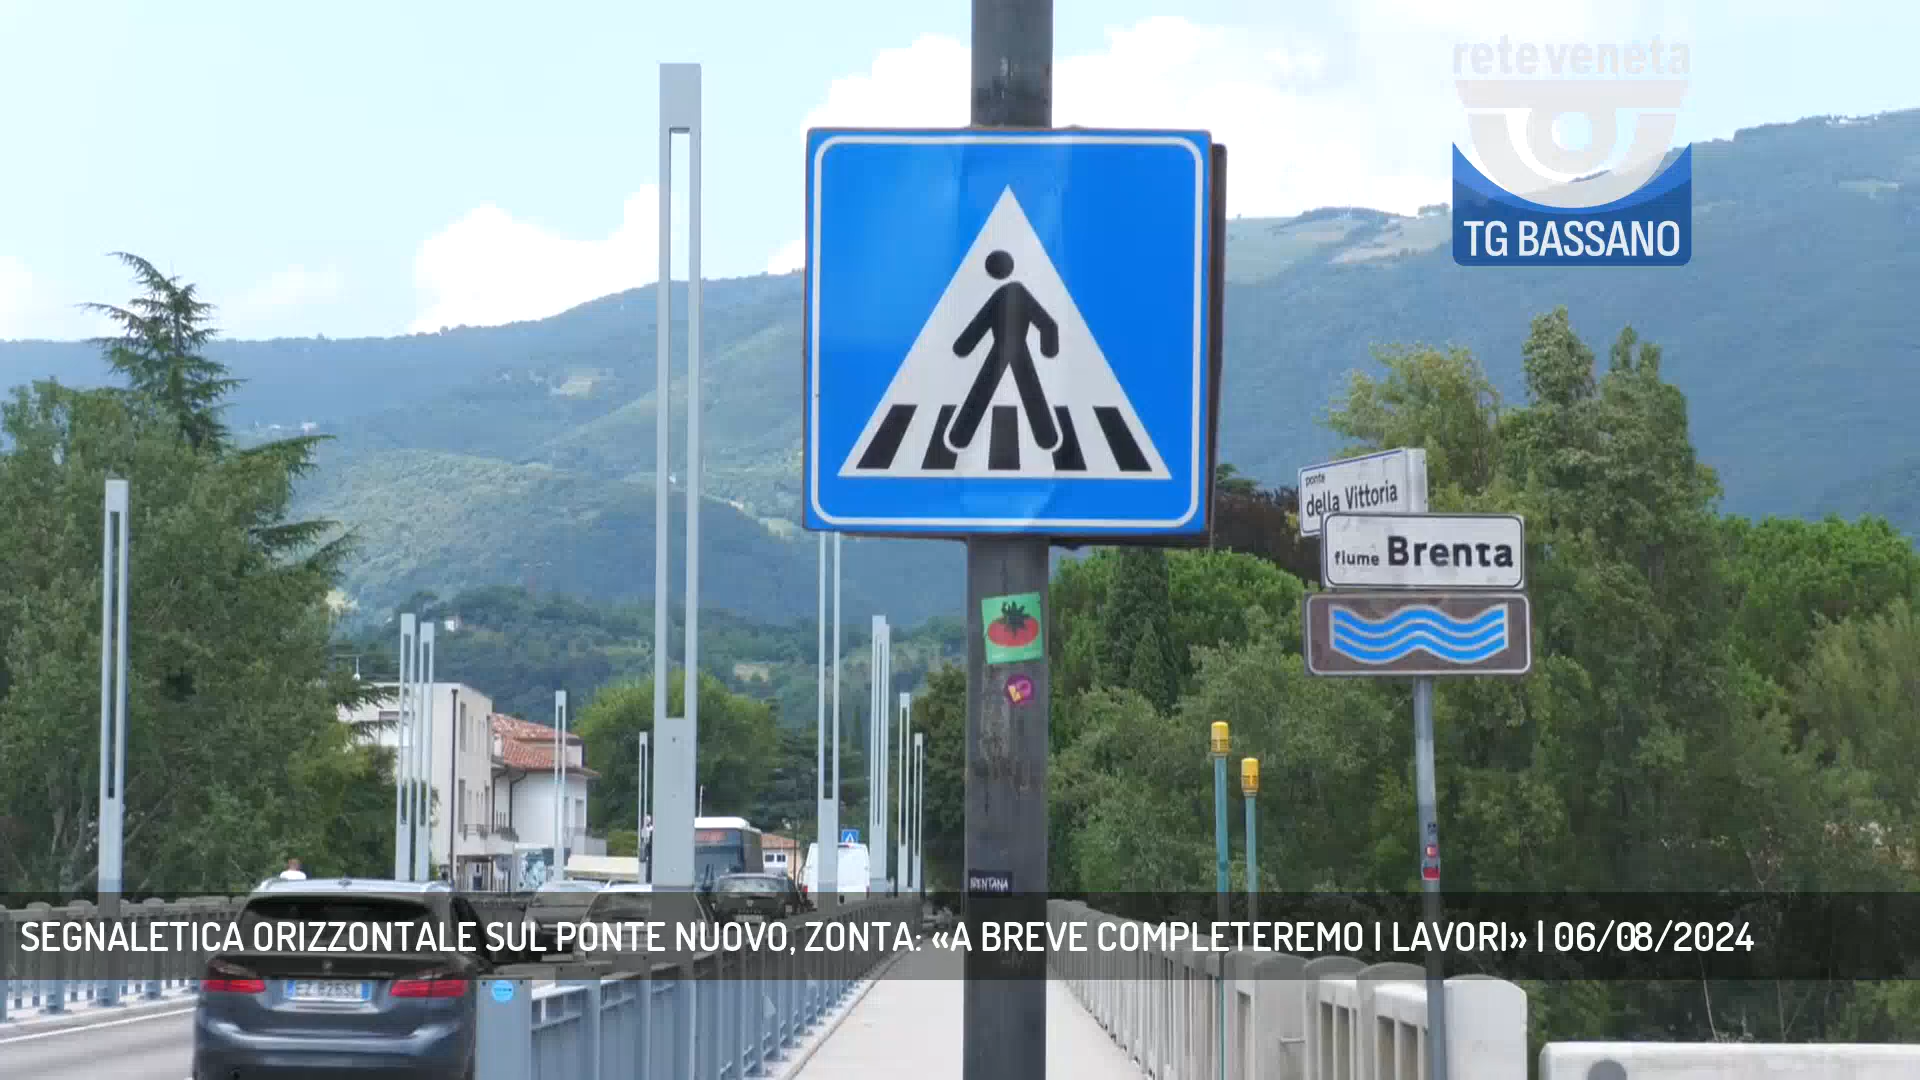 reteveneta
TG BASSANO
ponte
della Vittoria
fiume Brenta
BRENTANA
SEGNALETICA ORIZZONTALE SUL PONTE NUOVO, ZONTA: «A BREVE COMPLETEREMO I LAVORI» | 06/08/2024